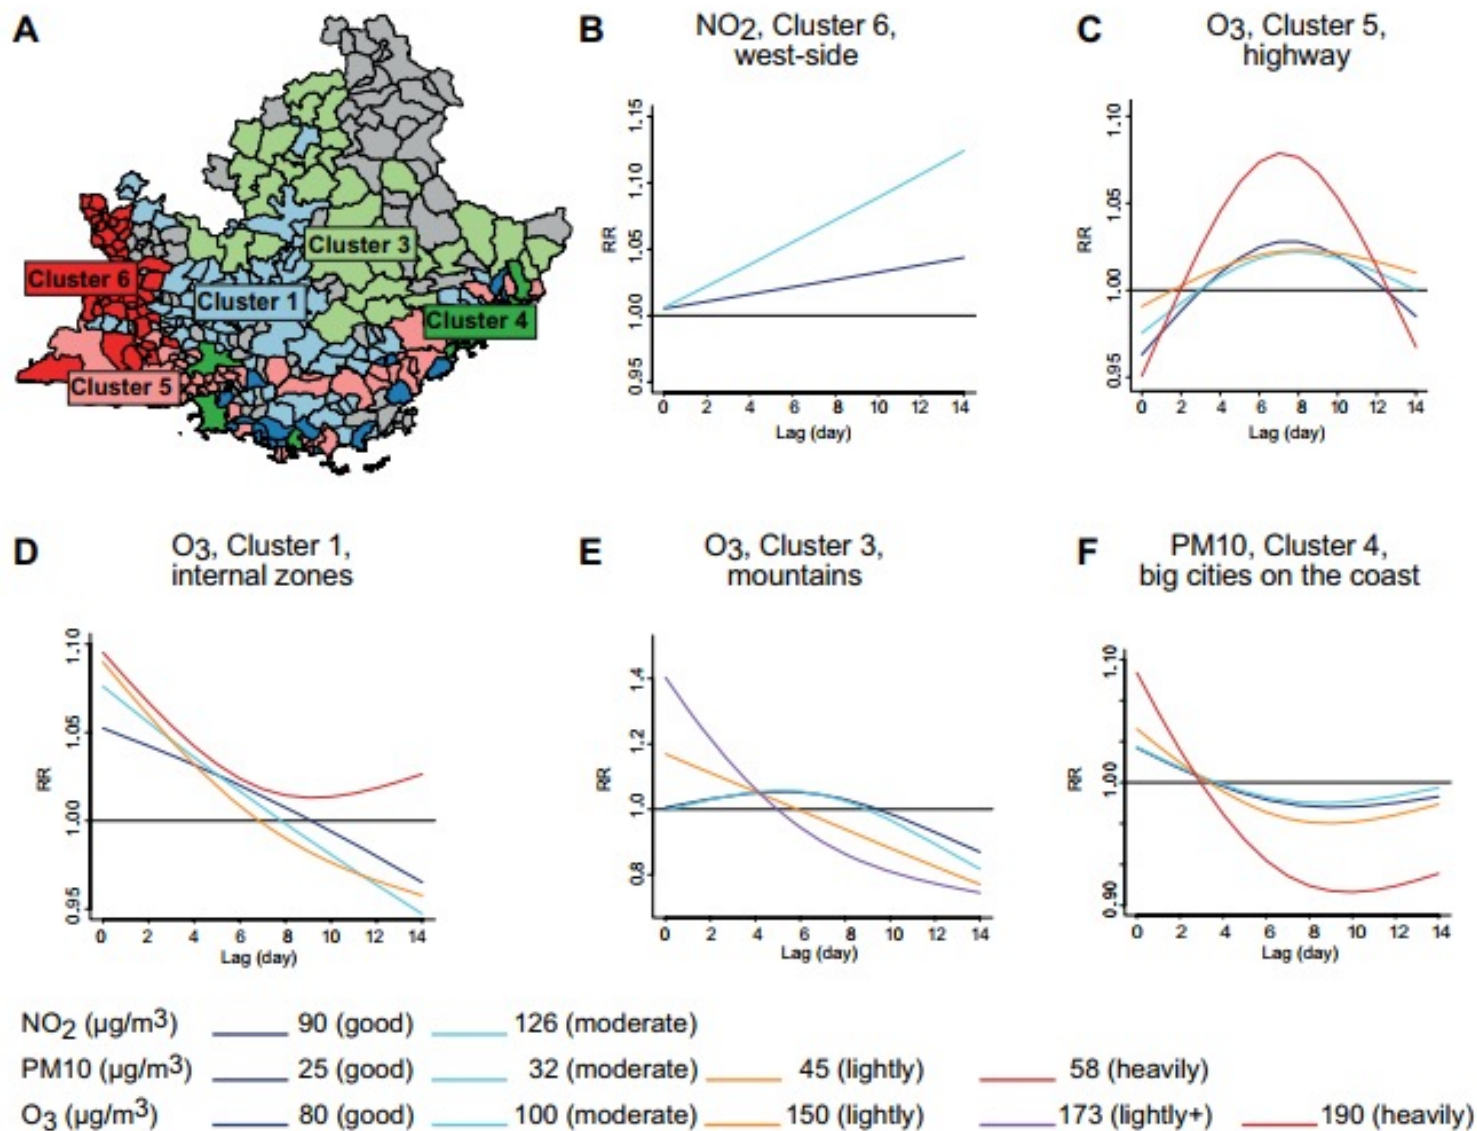 A
Cluster 3
Cluster 6
Cluster 1
Cluster 4
Cluster 5
B
NO2, Cluster 6,
west-side
RR
1.15
1.10
1.05
1.00
0.95
0 2 4 6 8 10 12 14
Lag (day)
C
O3, Cluster 5,
highway
RR
1.10
1.05
1.00
0.95
0 2 4 6 8 10 12 14
Lag (day)
D
O3, Cluster 1,
internal zones
RR
1.10
1.05
1.00
0.95
0 2 4 6 8 10 12 14
Lag (day)
E
O3, Cluster 3,
mountains
RR
1.4
1.2
1.0
0.8
0 2 4 6 8 10 12 14
Lag (day)
F
PM10, Cluster 4,
big cities on the coast
RR
1.10
1.00
0.90
0 2 4 6 8 10 12 14
Lag (day)
NO2 (µg/m3) 90 (good) 126 (moderate)
PM10 (µg/m3) 25 (good) 32 (moderate) 45 (lightly) 58 (heavily)
O3 (µg/m3) 80 (good) 100 (moderate) 150 (lightly) 173 (lightly+) 190 (heavily)